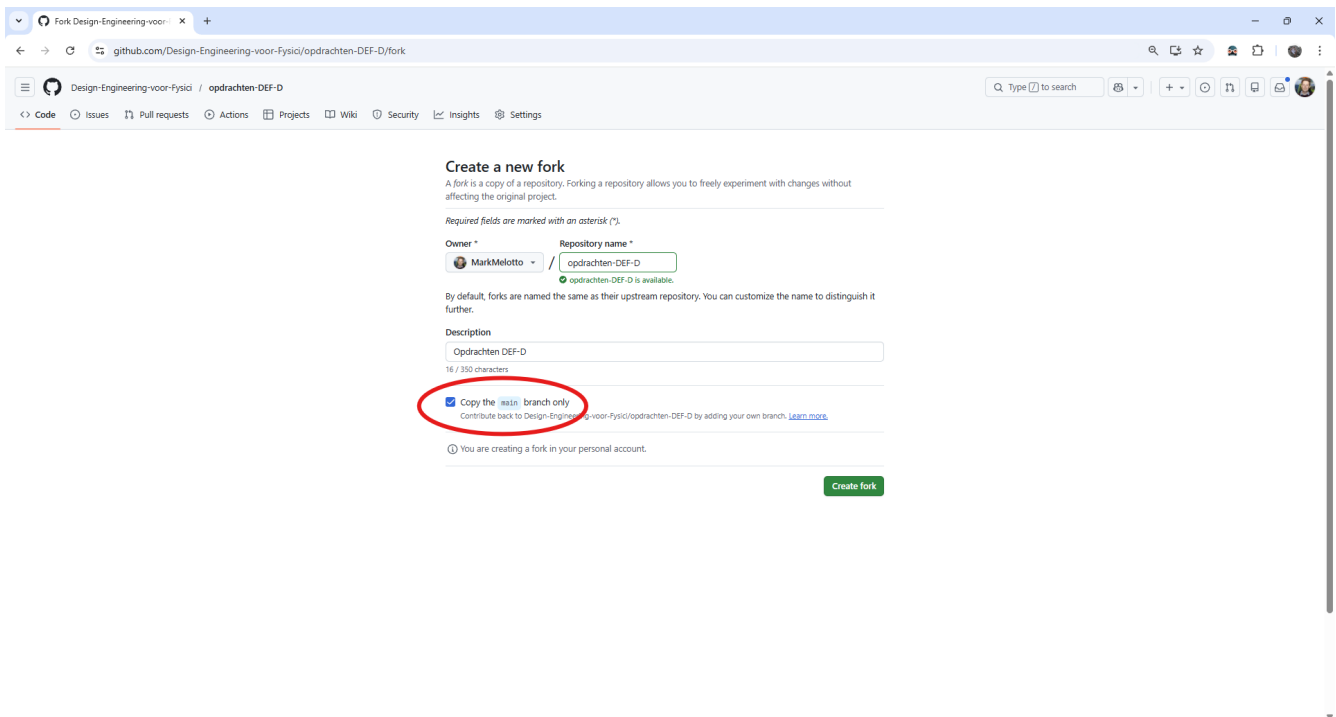 Fork Design-Engineering-voor-
github.com/Design-Engineering-voor-Fysici/opdrachten-DEF-D/fork
Design-Engineering-voor-Fysici / opdrachten-DEF-D
Type / to search
<> Code Issues Pull requests Actions Projects Wiki Security Insights Settings
Create a new fork
A fork is a copy of a repository. Forking a repository allows you to freely experiment with changes without
affecting the original project.
Required fields are marked with an asterisk (*).
Owner * Repository name *
MarkMelotto / opdrachten-DEF-D
opdrachten-DEF-D is available.
By default, forks are named the same as their upstream repository. You can customize the name to distinguish it
further.
Description
Opdrachten DEF-D
16 / 350 characters
Copy the main branch only
Contribute back to Design-Engineering-voor-Fysici/opdrachten-DEF-D by adding your own branch. Learn more.
You are creating a fork in your personal account.
Create fork